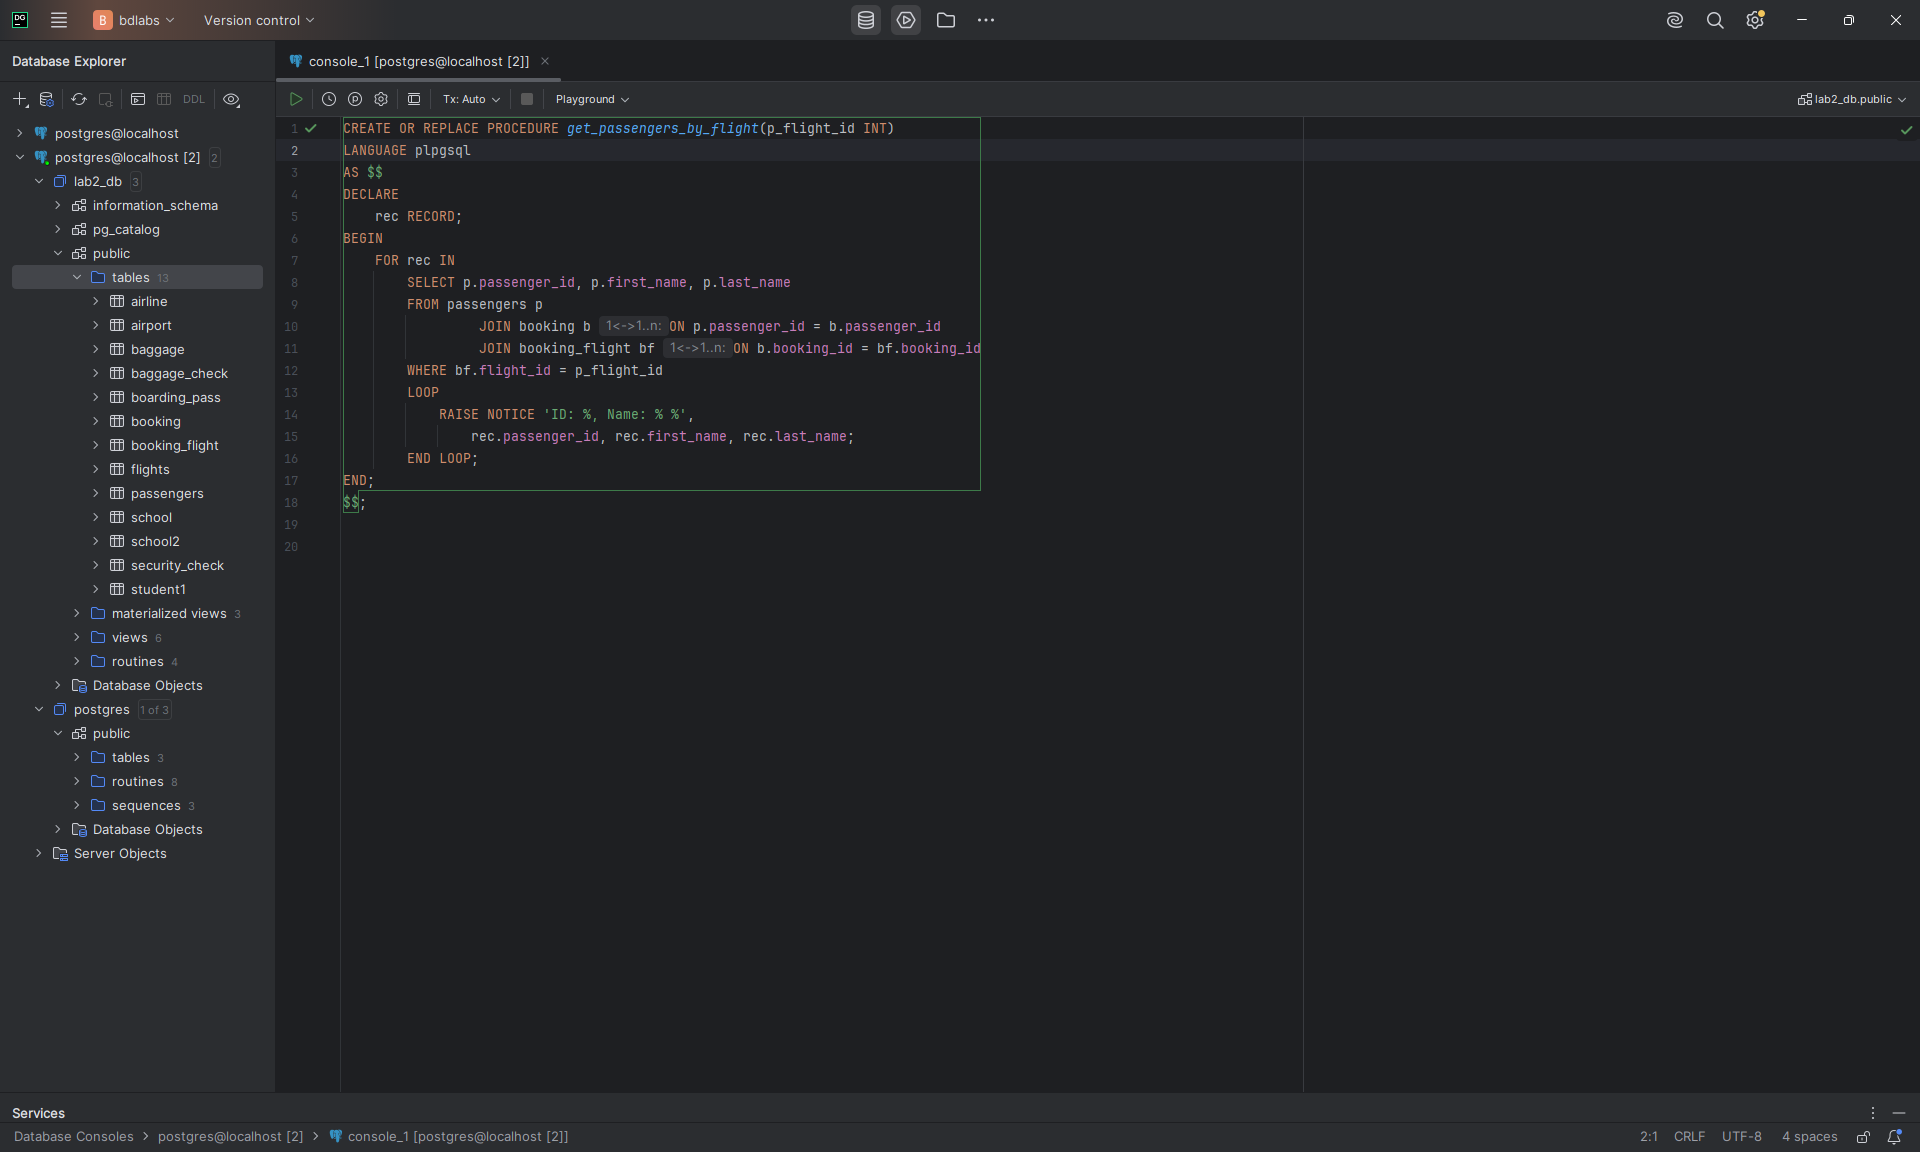 DG
B bdlabs
Version control
Database Explorer
console_1 [postgres@localhost [2]]
DDL
Tx: Auto
Playground
lab2_db.public
postgres@localhost
postgres@localhost [2] 2
lab2_db 3
information_schema
pg_catalog
public
tables 13
airline
airport
baggage
baggage_check
boarding_pass
booking
booking_flight
flights
passengers
school
school2
security_check
student1
materialized views 3
views 6
routines 4
Database Objects
postgres 1 of 3
public
tables 3
routines 8
sequences 3
Database Objects
Server Objects
1 CREATE OR REPLACE PROCEDURE get_passengers_by_flight(p_flight_id INT)
2 LANGUAGE plpgsql
3 AS $$
4 DECLARE
5 rec RECORD;
6 BEGIN
7 FOR rec IN
8 SELECT p.passenger_id, p.first_name, p.last_name
9 FROM passengers p
10 JOIN booking b 1<->1..n: ON p.passenger_id = b.passenger_id
11 JOIN booking_flight bf 1<->1..n: ON b.booking_id = bf.booking_id
12 WHERE bf.flight_id = p_flight_id
13 LOOP
14 RAISE NOTICE 'ID: %, Name: % %',
15 rec.passenger_id, rec.first_name, rec.last_name;
16 END LOOP;
17 END;
18 $$;
19
20
Services
Database Consoles > postgres@localhost [2] > console_1 [postgres@localhost [2]]
2:1 CRLF UTF-8 4 spaces